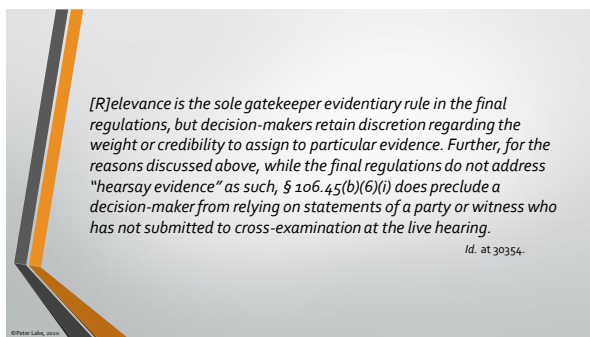 [R]elevance is the sole gatekeeper evidentiary rule in the final
regulations, but decision-makers retain discretion regarding the
weight or credibility to assign to particular evidence. Further, for the
reasons discussed above, while the final regulations do not address
"hearsay evidence" as such, § 106.45(b)(6)(i) does preclude a
decision-maker from relying on statements of a party or witness who
has not submitted to cross-examination at the live hearing.
Id. at 30354.
©Peter Lake, 2020